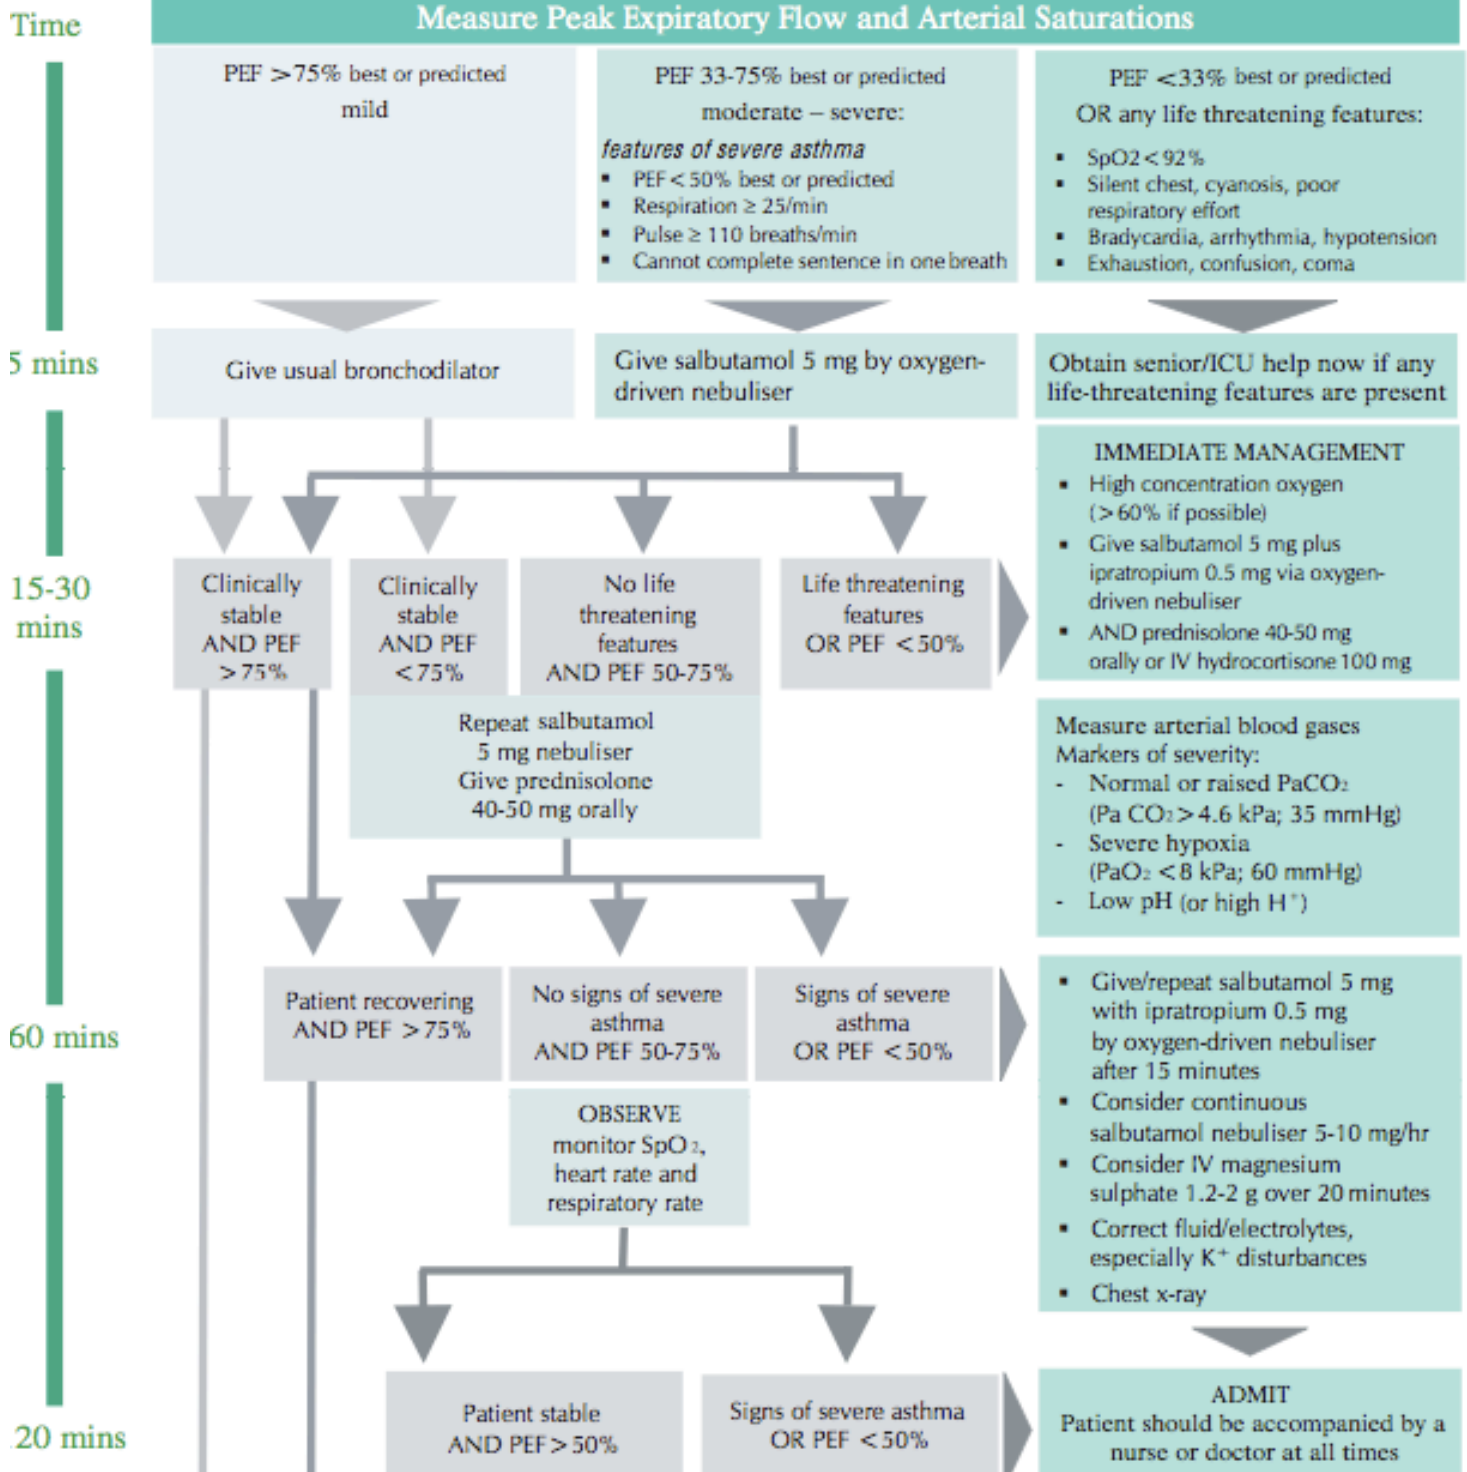 Time
Measure Peak Expiratory Flow and Arterial Saturations
PEF >75% best or predicted
mild
PEF 33-75% best or predicted
moderate – severe:
features of severe asthma
▪ PEF<50% best or predicted
▪ Respiration ≥ 25/min
▪ Pulse ≥ 110 breaths/min
▪ Cannot complete sentence in one breath
PEF <33% best or predicted
OR any life threatening features:
▪ SpO2<92%
▪ Silent chest, cyanosis, poor
respiratory effort
▪ Bradycardia, arrhythmia, hypotension
▪ Exhaustion, confusion, coma
5 mins
Give usual bronchodilator
Give salbutamol 5 mg by oxygen-
driven nebuliser
Obtain senior/ICU help now if any
life-threatening features are present
IMMEDIATE MANAGEMENT
▪ High concentration oxygen
(>60% if possible)
▪ Give salbutamol 5 mg plus
ipratropium 0.5 mg via oxygen-
driven nebuliser
▪ AND prednisolone 40-50 mg
orally or IV hydrocortisone 100 mg
15-30
mins
Clinically
stable
AND PEF
>75%
Clinically
stable
AND PEF
<75%
No life
threatening
features
AND PEF 50-75%
Life threatening
features
OR PEF <50%
Repeat salbutamol
5 mg nebuliser
Give prednisolone
40-50 mg orally
Measure arterial blood gases
Markers of severity:
- Normal or raised PaCO2
(Pa CO2>4.6 kPa; 35 mmHg)
- Severe hypoxia
(PaO2 <8 kPa; 60 mmHg)
- Low pH (or high H+)
60 mins
Patient recovering
AND PEF >75%
No signs of severe
asthma
AND PEF 50-75%
Signs of severe
asthma
OR PEF <50%
▪ Give/repeat salbutamol 5 mg
with ipratropium 0.5 mg
by oxygen-driven nebuliser
after 15 minutes
▪ Consider continuous
salbutamol nebuliser 5-10 mg/hr
▪ Consider IV magnesium
sulphate 1.2-2 g over 20 minutes
▪ Correct fluid/electrolytes,
especially K+ disturbances
▪ Chest x-ray
OBSERVE
monitor SpO2,
heart rate and
respiratory rate
20 mins
Patient stable
AND PEF>50%
Signs of severe asthma
OR PEF <50%
ADMIT
Patient should be accompanied by a
nurse or doctor at all times